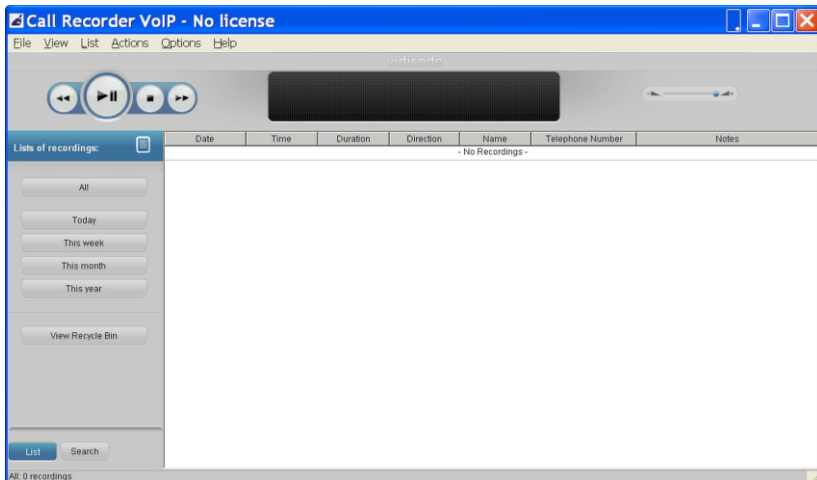 Call Recorder VoIP - No license
File View List Actions Options Help
Lists of recordings:
Date Time Duration Direction Name Telephone Number Notes
- No Recordings -
All
Today
This week
This month
This year
View Recycle Bin
List Search
All: 0 recordings